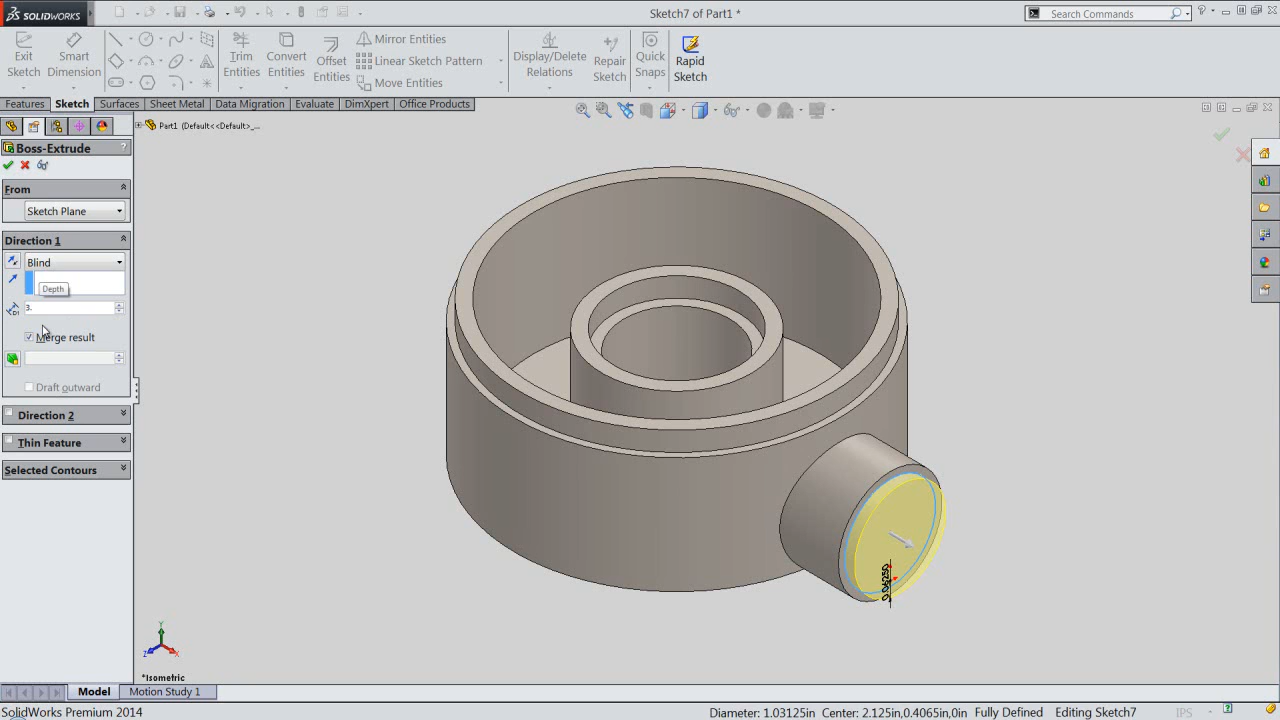 SOLIDWORKS
Sketch7 of Part1 *
Search Commands
Exit Sketch
Smart Dimension
Trim Entities
Convert Entities
Offset Entities
Mirror Entities
Linear Sketch Pattern
Move Entities
Display/Delete Relations
Repair Sketch
Quick Snaps
Rapid Sketch
Features
Sketch
Surfaces
Sheet Metal
Data Migration
Evaluate
DimXpert
Office Products
Part1 (Default<<Default>_...
Boss-Extrude
?
From
Sketch Plane
Direction 1
Blind
Depth
3.
Merge result
Draft outward
Direction 2
Thin Feature
Selected Contours
0.06250
Y
Z
X
*Isometric
Model
Motion Study 1
SolidWorks Premium 2014
Diameter: 1.03125in
Center: 2.125in,0.4065in,0in
Fully Defined
Editing Sketch7
IPS